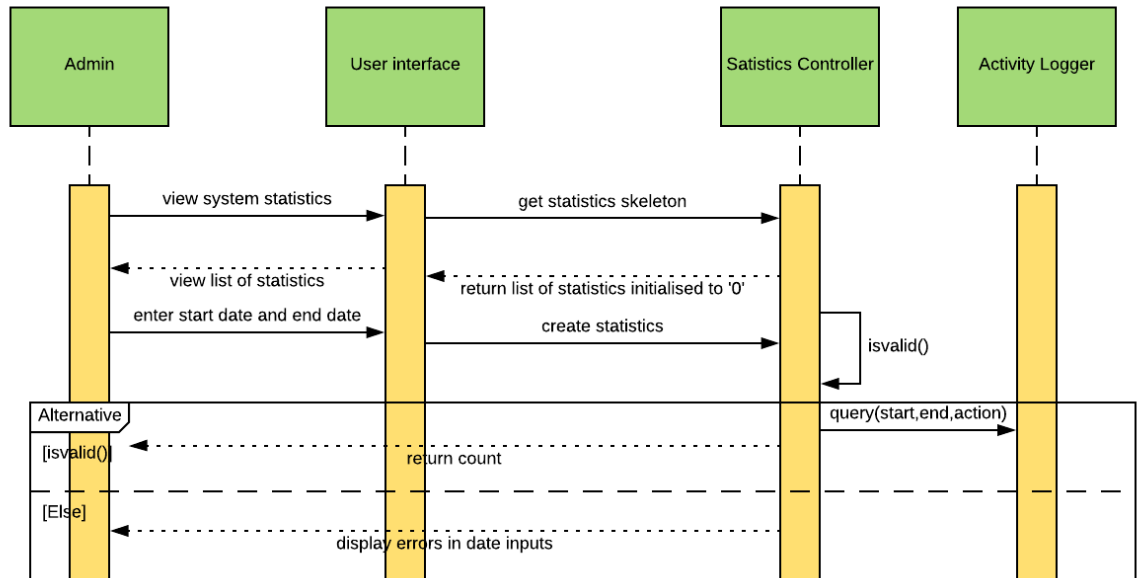 Admin
User interface
Satistics Controller
Activity Logger
view system statistics
get statistics skeleton
view list of statistics
return list of statistics initialised to '0'
enter start date and end date
create statistics
isvalid()
Alternative
query(start,end,action)
[isvalid()]
return count
[Else]
display errors in date inputs